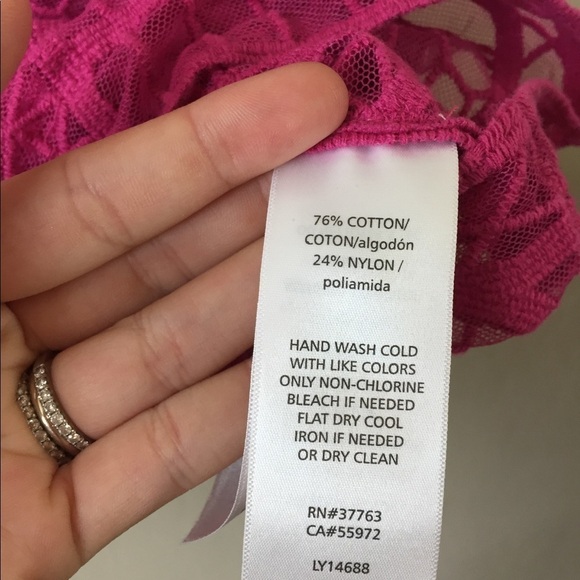 76% COTTON/
COTON/algodón
24% NYLON /
poliamida
HAND WASH COLD
WITH LIKE COLORS
ONLY NON-CHLORINE
BLEACH IF NEEDED
FLAT DRY COOL
IRON IF NEEDED
OR DRY CLEAN
RN#37763
CA#55972
LY14688